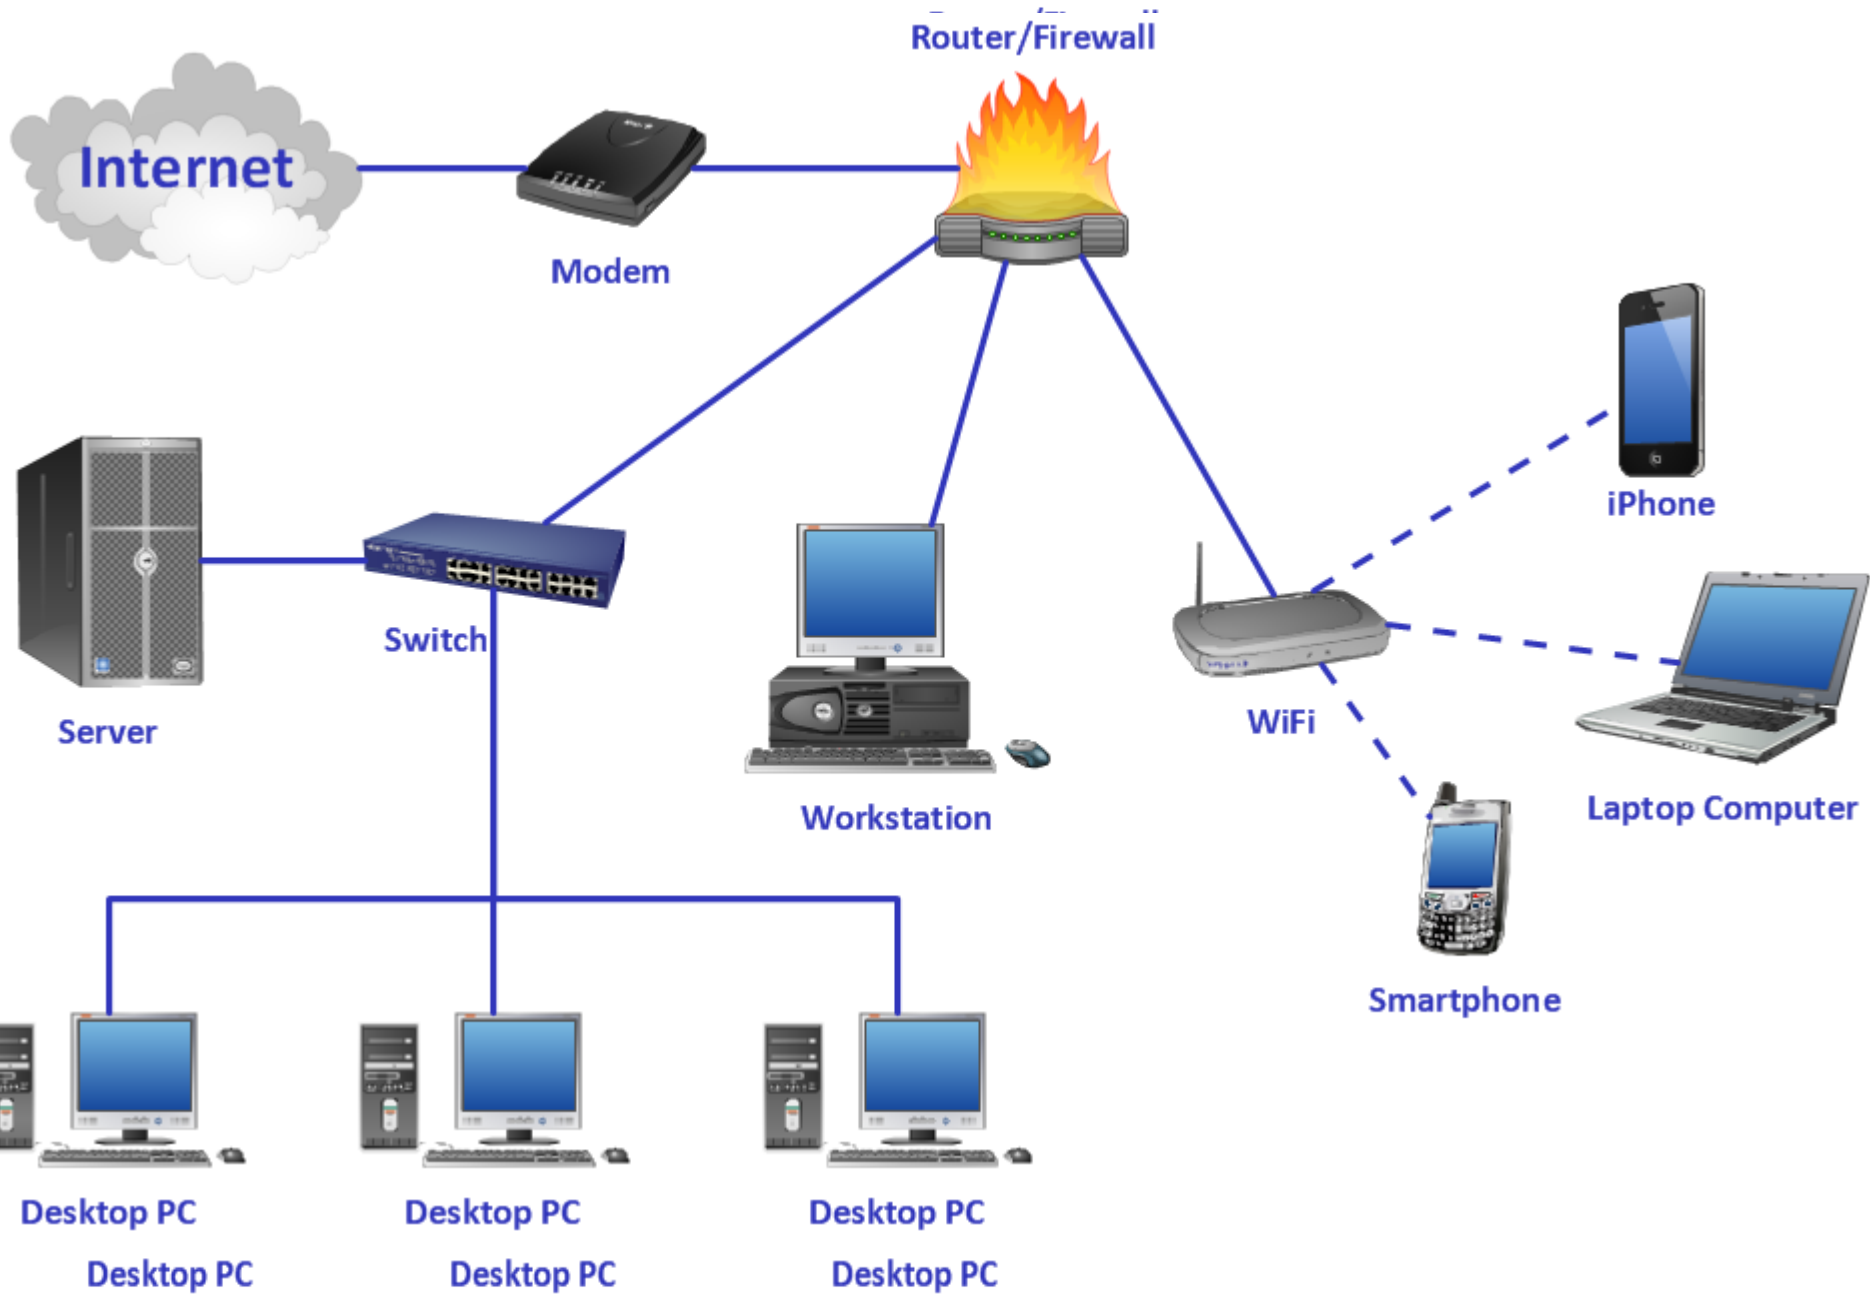 Router/Firewall
Internet
Modem
iPhone
Switch
Server
WiFi
Workstation
Laptop Computer
Smartphone
Desktop PC
Desktop PC
Desktop PC
Desktop PC
Desktop PC
Desktop PC